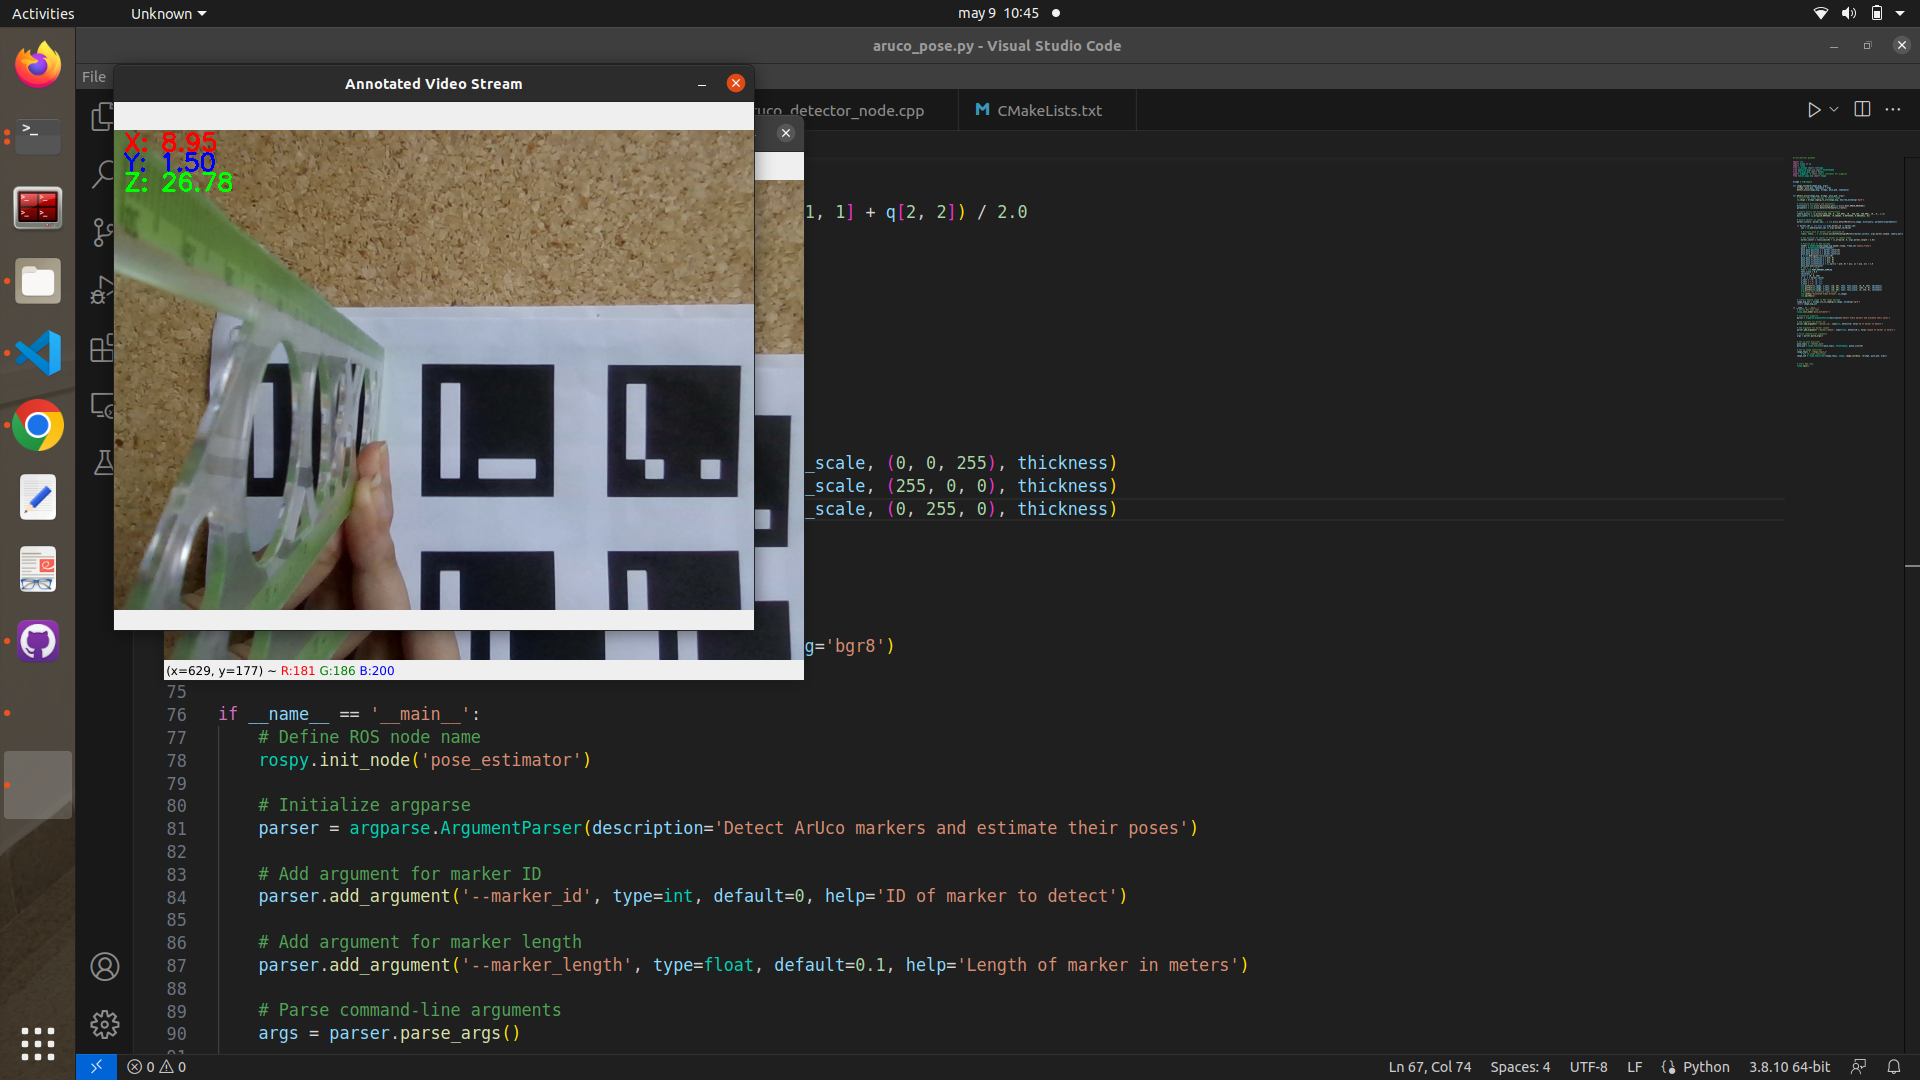 Activities
Unknown
may 9 10:45
aruco_pose.py - Visual Studio Code
File
Annotated Video Stream
uco_detector_node.cpp
CMakeLists.txt
X: 8.95
Y: 1.50
Z: 26.78
1, 1] + q[2, 2]) / 2.0
_scale, (0, 0, 255), thickness)
_scale, (255, 0, 0), thickness)
_scale, (0, 255, 0), thickness)
g='bgr8')
(x=629, y=177) ~ R:181 G:186 B:200
75
76 if __name__ == '__main__':
77 # Define ROS node name
78 rospy.init_node('pose_estimator')
79
80 # Initialize argparse
81 parser = argparse.ArgumentParser(description='Detect ArUco markers and estimate their poses')
82
83 # Add argument for marker ID
84 parser.add_argument('--marker_id', type=int, default=0, help='ID of marker to detect')
85
86 # Add argument for marker length
87 parser.add_argument('--marker_length', type=float, default=0.1, help='Length of marker in meters')
88
89 # Parse command-line arguments
90 args = parser.parse_args()
0 0
Ln 67, Col 74
Spaces: 4
UTF-8
LF
Python
3.8.10 64-bit